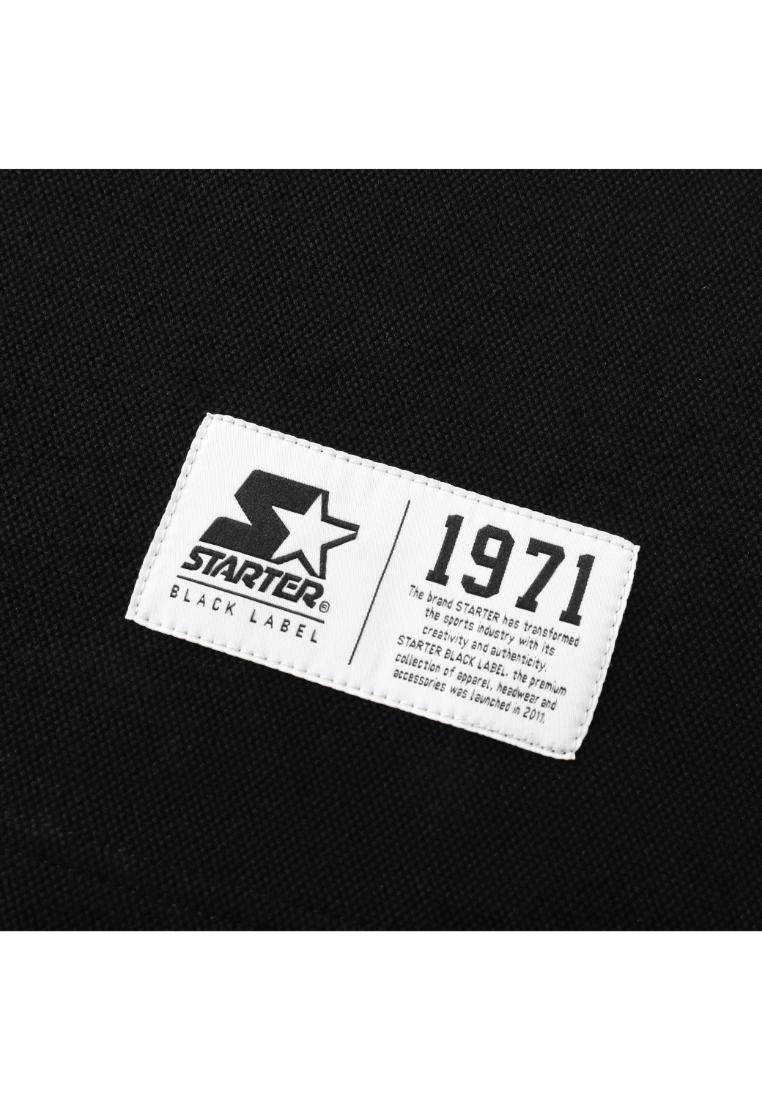 STARTER®
BLACK LABEL
1971
The brand STARTER has transformed
the sports industry with its
creativity and authenticity.
STARTER BLACK LABEL, the premium
collection of apparel, headwear and
accessories was launched in 2011.